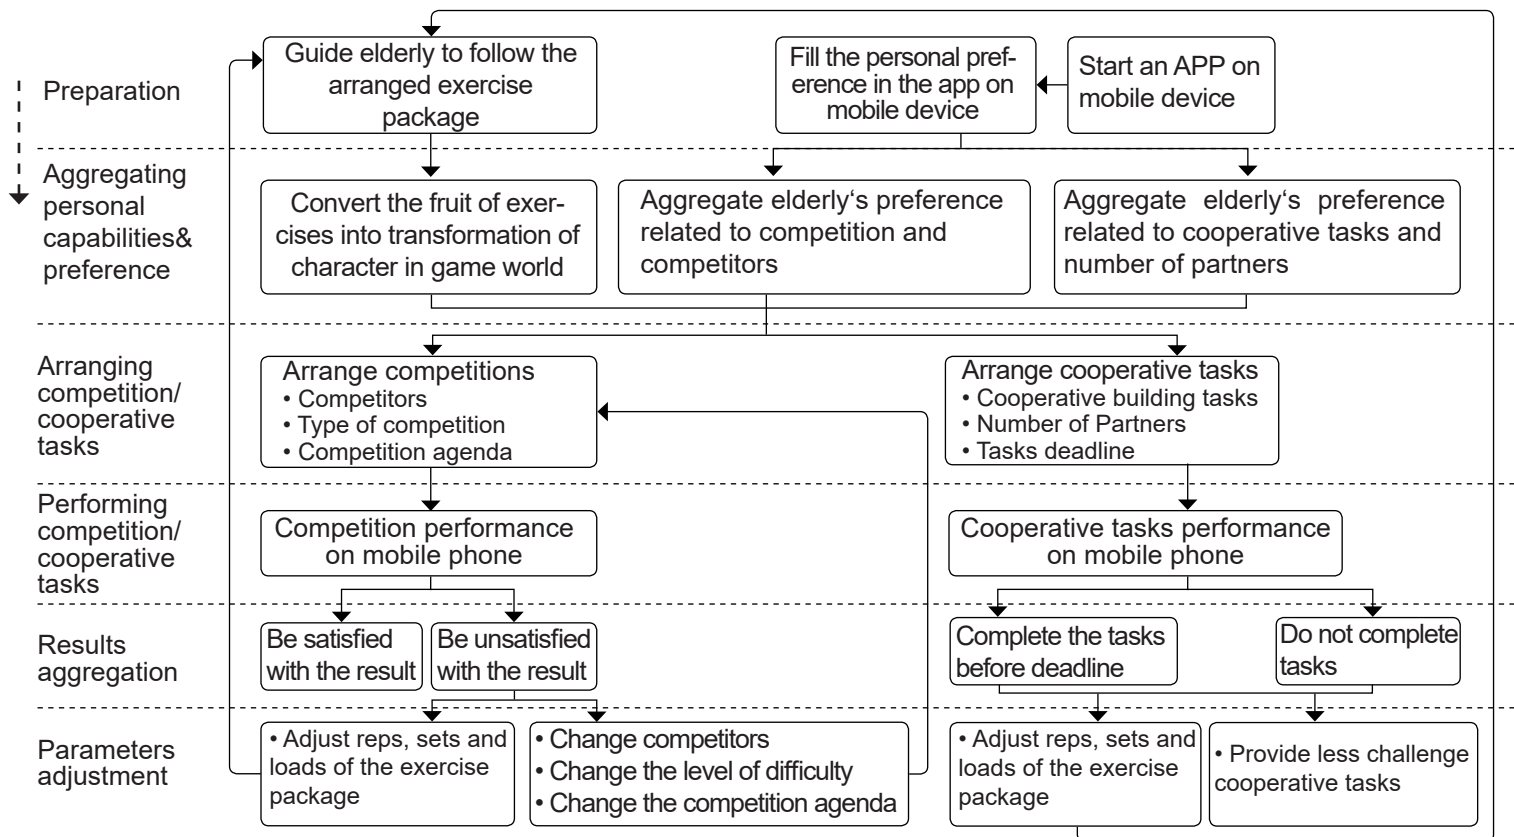 Preparation
Guide elderly to follow the
arranged exercise
package
Fill the personal pref-
erence in the app on
mobile device
Start an APP on
mobile device
Aggregating
personal
capabilities&
preference
Convert the fruit of exer-
cises into transformation of
character in game world
Aggregate elderly‘s preference
related to competition and
competitors
Aggregate elderly‘s preference
related to cooperative tasks and
number of partners
Arranging
competition/
cooperative
tasks
Arrange competitions
• Competitors
• Type of competition
• Competition agenda
Arrange cooperative tasks
• Cooperative building tasks
• Number of Partners
• Tasks deadline
Performing
competition/
cooperative
tasks
Competition performance
on mobile phone
Cooperative tasks performance
on mobile phone
Results
aggregation
Be satisfied
with the result
Be unsatisfied
with the result
Complete the tasks
before deadline
Do not complete
tasks
Parameters
adjustment
• Adjust reps, sets and
loads of the exercise
package
• Change competitors
• Change the level of difficulty
• Change the competition agenda
• Adjust reps, sets and
loads of the exercise
package
• Provide less challenge
cooperative tasks